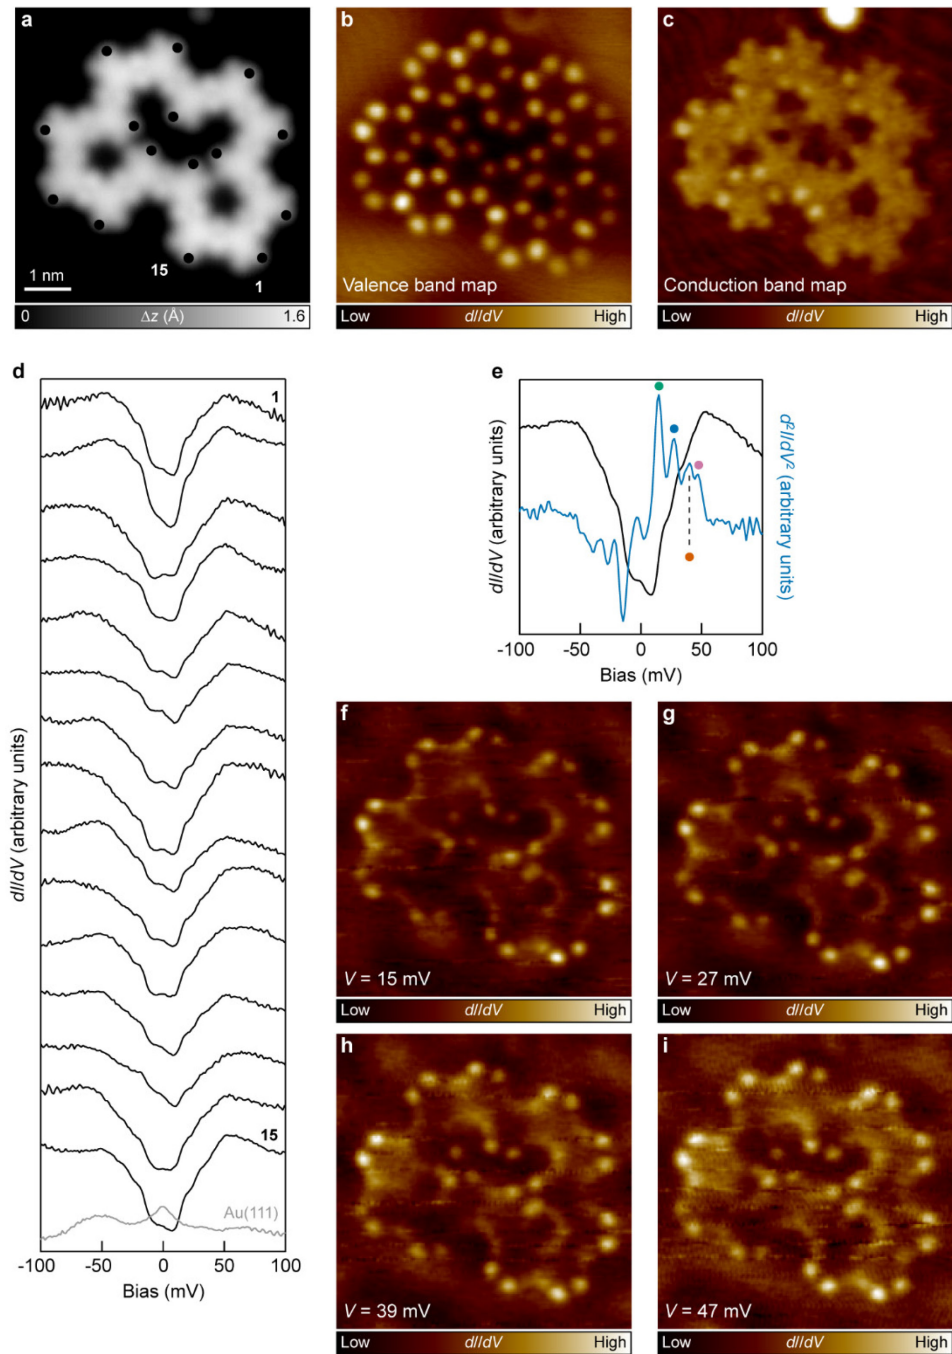 a
15
1
1 nm
0 Δz (Å) 1.6
b
Valence band map
Low dI/dV High
c
Conduction band map
Low dI/dV High
d
1
15
Au(111)
dI/dV (arbitrary units)
-100 -50 0 50 100
Bias (mV)
e
dI/dV (arbitrary units)
d²I/dV² (arbitrary units)
-100 -50 0 50 100
Bias (mV)
f
V = 15 mV
Low dI/dV High
g
V = 27 mV
Low dI/dV High
h
V = 39 mV
Low dI/dV High
i
V = 47 mV
Low dI/dV High